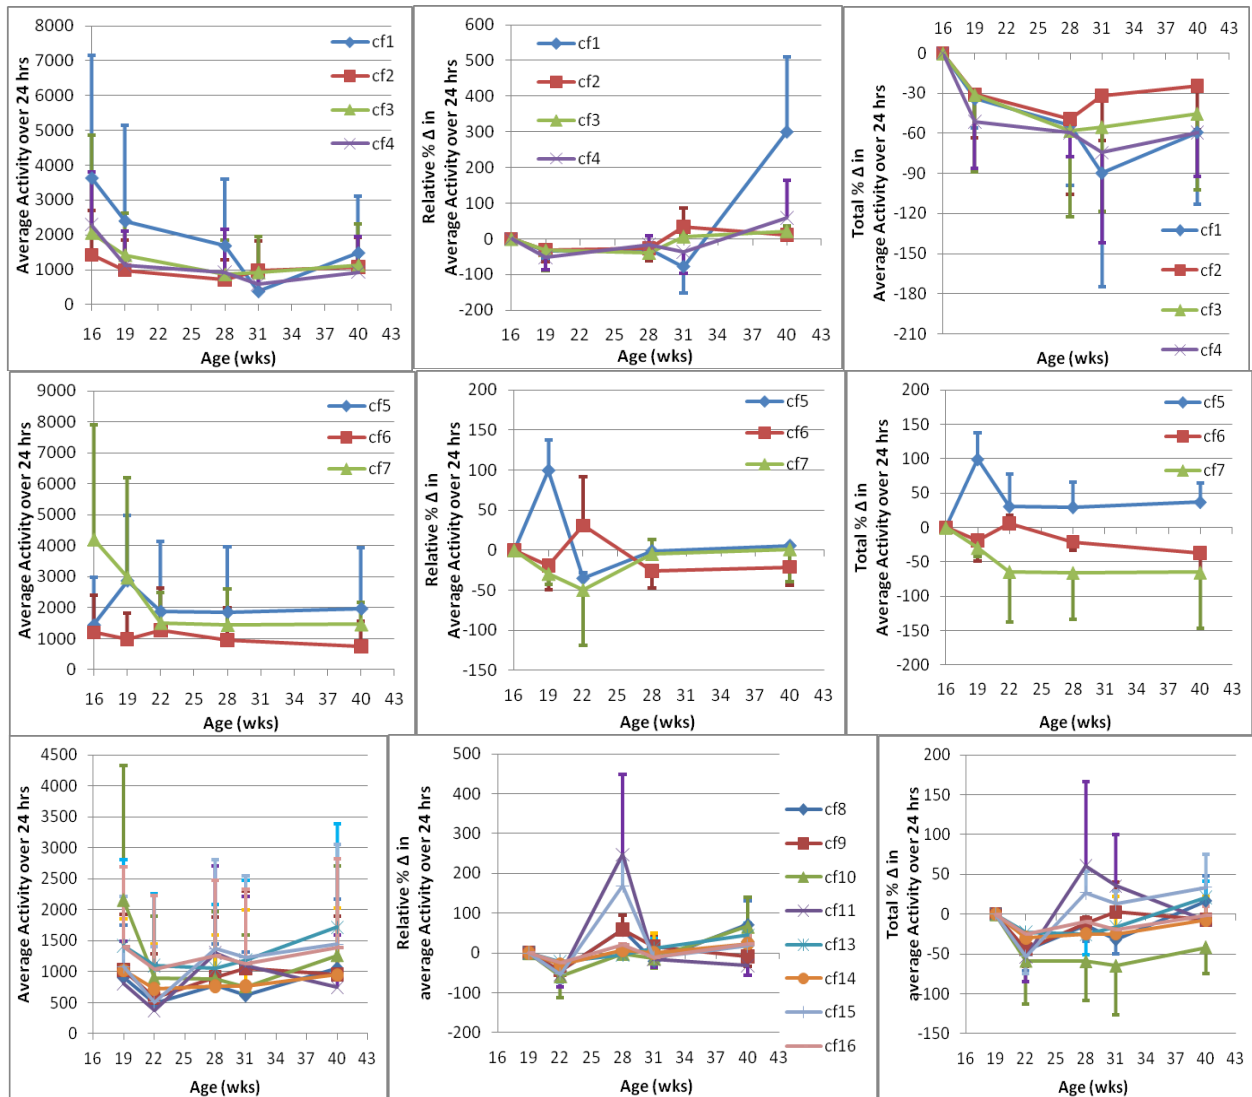 Average Activity over 24 hrs
8000
7000
6000
5000
4000
3000
2000
1000
0
16 19 22 25 28 31 34 37 40 43
Age (wks)
cf1
cf2
cf3
cf4
Relative % Δ in
Average Activity over 24 hrs
600
500
400
300
200
100
0
-100
-200
16 19 22 25 28 31 34 37 40 43
Age (wks)
cf1
cf2
cf3
cf4
Total % Δ in
Average Activity over 24 hrs
16 19 22 25 28 31 34 37 40 43
0
-30
-60
-90
-120
-150
-180
-210
Age (wks)
cf1
cf2
cf3
cf4
Average Activity over 24 hrs
9000
8000
7000
6000
5000
4000
3000
2000
1000
0
16 19 22 25 28 31 34 37 40 43
Age (wks)
cf5
cf6
cf7
Relative % Δ in
Average Activity over 24 hrs
200
150
100
50
0
-50
-100
-150
16 19 22 25 28 31 34 37 40 43
Age (wks)
cf5
cf6
cf7
Total % Δ in
Average Activity over 24 hrs
200
150
100
50
0
-50
-100
-150
-200
16 19 22 25 28 31 34 37 40 43
Age (wks)
cf5
cf6
cf7
Average Activity over 24 hrs
4500
4000
3500
3000
2500
2000
1500
1000
500
0
16 19 22 25 28 31 34 37 40 43
Age (wks)
Relative % Δ in
average Activity over 24 hrs
500
400
300
200
100
0
-100
-200
16 19 22 25 28 31 34 37 40 43
Age (wks)
cf8
cf9
cf10
cf11
cf13
cf14
cf15
cf16
Total % Δ in
average Activity over 24 hrs
200
150
100
50
0
-50
-100
-150
16 19 22 25 28 31 34 37 40 43
Age (wks)